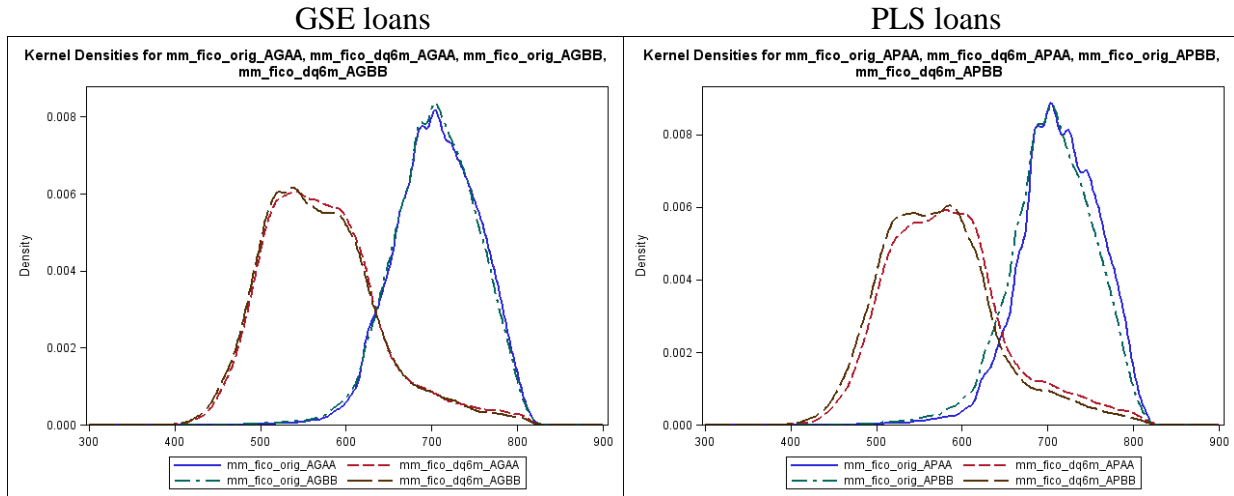 GSE loans
Kernel Densities for mm_fico_orig_AGAA, mm_fico_dq6m_AGAA, mm_fico_orig_AGBB,
mm_fico_dq6m_AGBB
0.008
0.006
0.004
0.002
0.000
Density
300 400 500 600 700 800 900
mm_fico_orig_AGAA mm_fico_dq6m_AGAA
mm_fico_orig_AGBB mm_fico_dq6m_AGBB
PLS loans
Kernel Densities for mm_fico_orig_APAA, mm_fico_dq6m_APAA, mm_fico_orig_APBB,
mm_fico_dq6m_APBB
0.008
0.006
0.004
0.002
0.000
Density
300 400 500 600 700 800 900
mm_fico_orig_APAA mm_fico_dq6m_APAA
mm_fico_orig_APBB mm_fico_dq6m_APBB